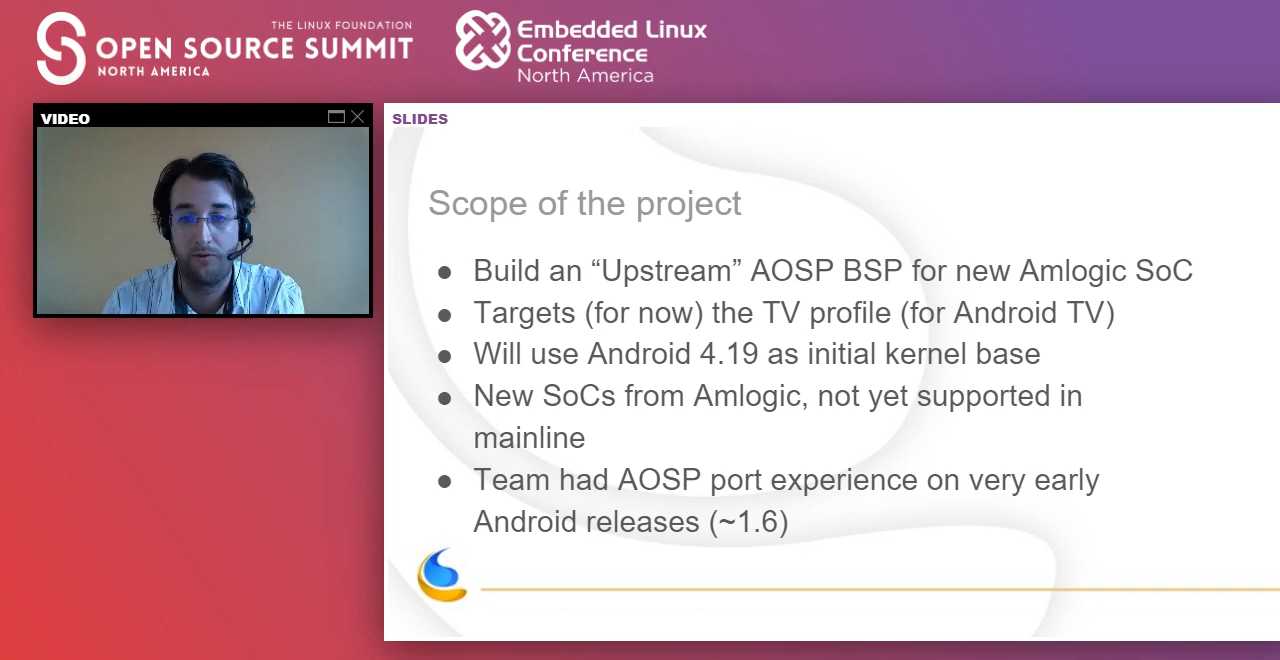 THE LINUX FOUNDATION
OPEN SOURCE SUMMIT
NORTH AMERICA
Embedded Linux
Conference
North America
VIDEO
SLIDES
Scope of the project
● Build an “Upstream” AOSP BSP for new Amlogic SoC
● Targets (for now) the TV profile (for Android TV)
● Will use Android 4.19 as initial kernel base
● New SoCs from Amlogic, not yet supported in
mainline
● Team had AOSP port experience on very early
Android releases (~1.6)